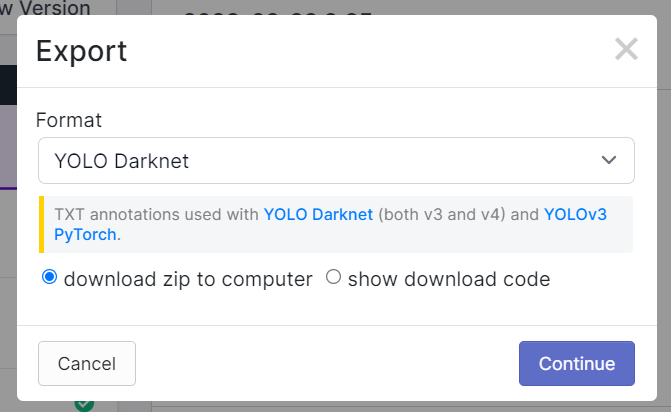 w Version
Export
Format
YOLO Darknet
TXT annotations used with YOLO Darknet (both v3 and v4) and YOLOv3
PyTorch.
download zip to computer show download code
Cancel Continue